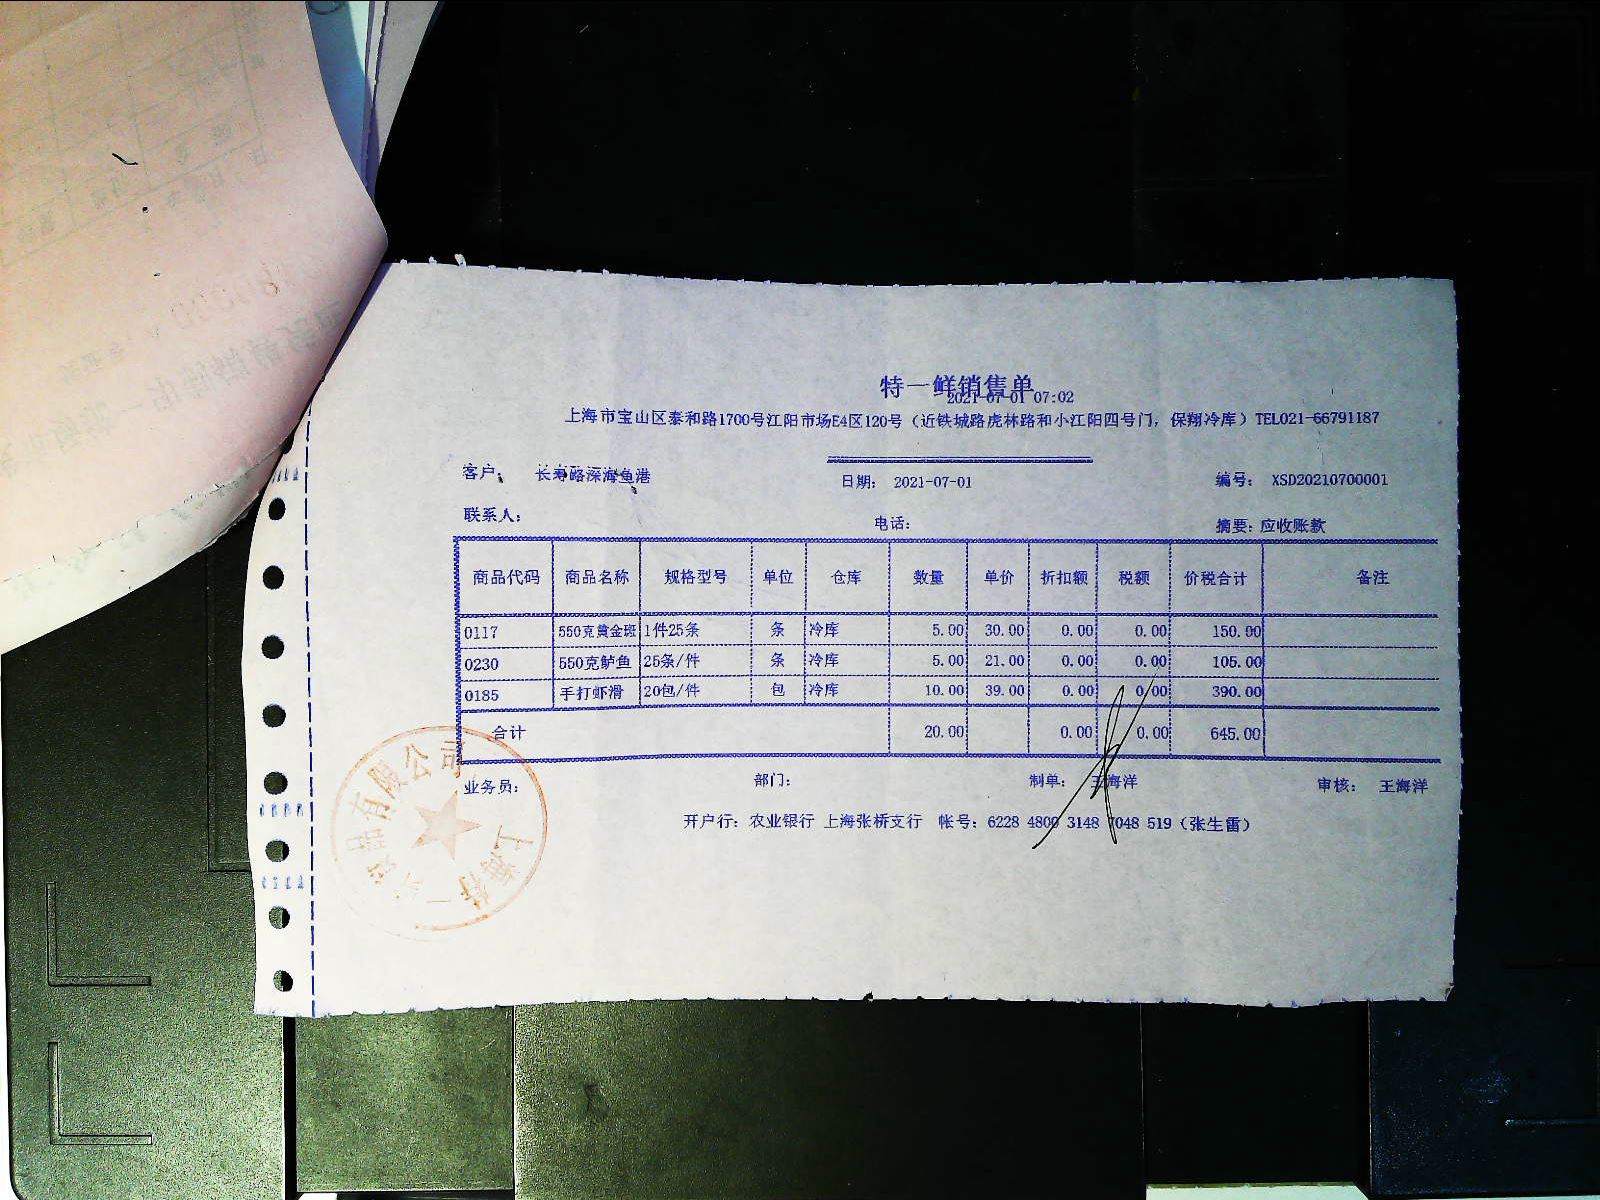 特一鲜销售单
2021-07-01 07:02
上海市宝山区泰和路1700号江阳市场E4区120号（近铁城路虎林路和小江阳四号门，保翔冷库）TEL021-66791187
客户： 长寿路深海鱼港 日期： 2021-07-01 编号： XSD20210700001
联系人： 电话： 摘要：应收账款
商品代码 商品名称 规格型号 单位 仓库 数量 单价 折扣额 税额 价税合计 备注
0117 550克黄金斑 1件25条 条 冷库 5.00 30.00 0.00 0.00 150.00
0230 550克鲈鱼 25条/件 条 冷库 5.00 21.00 0.00 0.00 105.00
0185 手打虾滑 20包/件 包 冷库 10.00 39.00 0.00 0.00 390.00
合计 20.00 0.00 0.00 645.00
业务员： 部门： 制单： 王海洋 审核： 王海洋
开户行：农业银行 上海张桥支行 帐号：6228 4800 3148 7048 519（张生雷）
上海特一 品有限公司